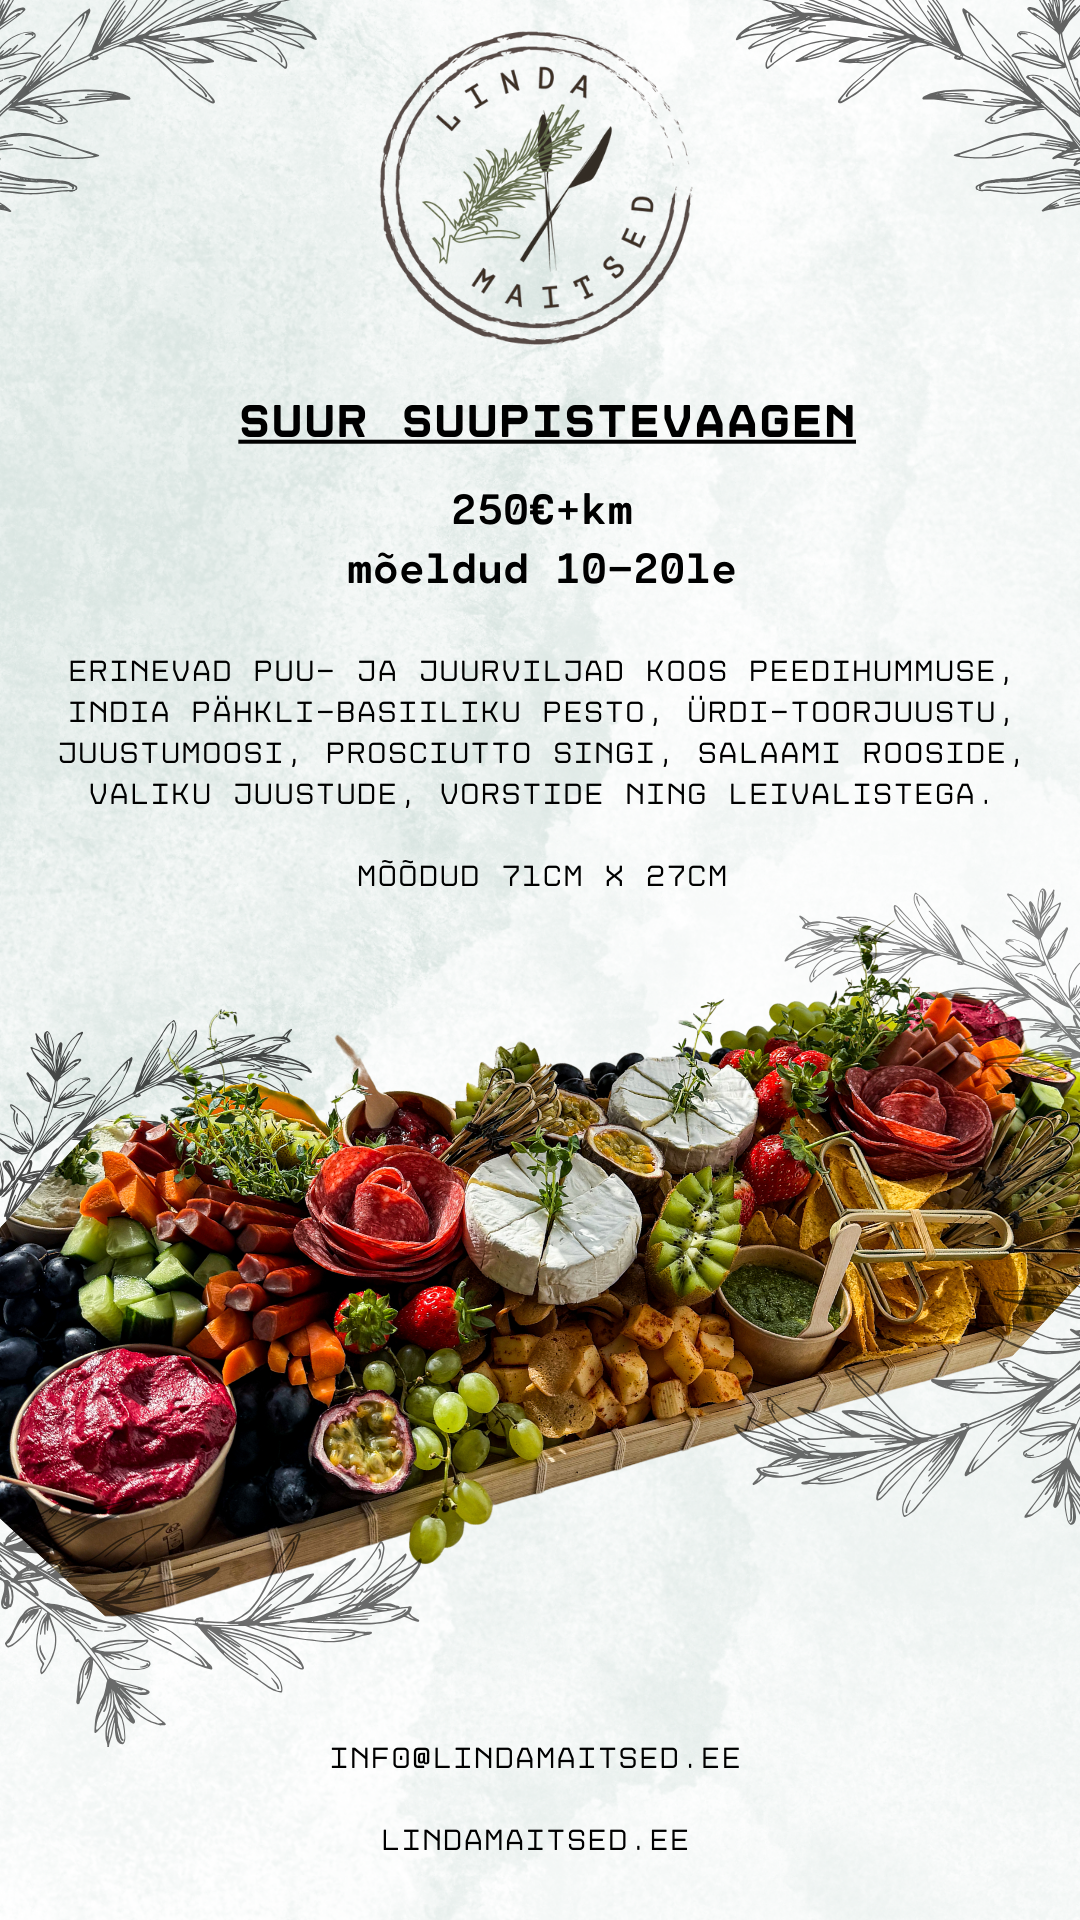 LINDA
MAITSED
SUUR SUUPISTEVAAGEN
250€+km
mõeldud 10-20le
ERINEVAD PUU- JA JUURVILJAD KOOS PEEDIHUMMUSE,
INDIA PÄHKLI-BASIILIKU PESTO, ÜRDI-TOORJUUSTU,
JUUSTUMOOSI, PROSCIUTTO SINGI, SALAAMI ROOSIDE,
VALIKU JUUSTUDE, VORSTIDE NING LEIVALISTEGA.
MÕÕDUD 71CM X 27CM
INFO@LINDAMAITSED.EE
LINDAMAITSED.EE